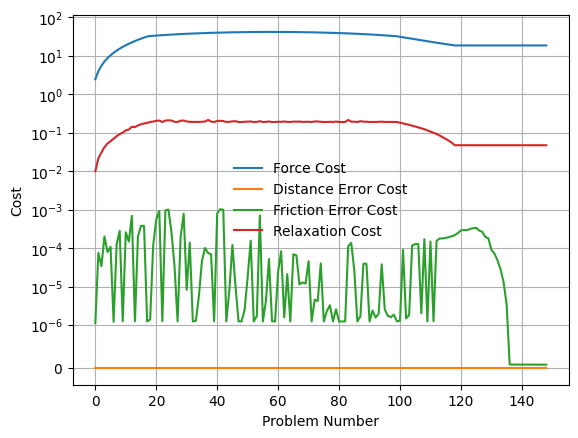 10²
10¹
10⁰
10⁻¹
10⁻²
10⁻³
10⁻⁴
10⁻⁵
10⁻⁶
0
Cost
Force Cost
Distance Error Cost
Friction Error Cost
Relaxation Cost
0 20 40 60 80 100 120 140
Problem Number